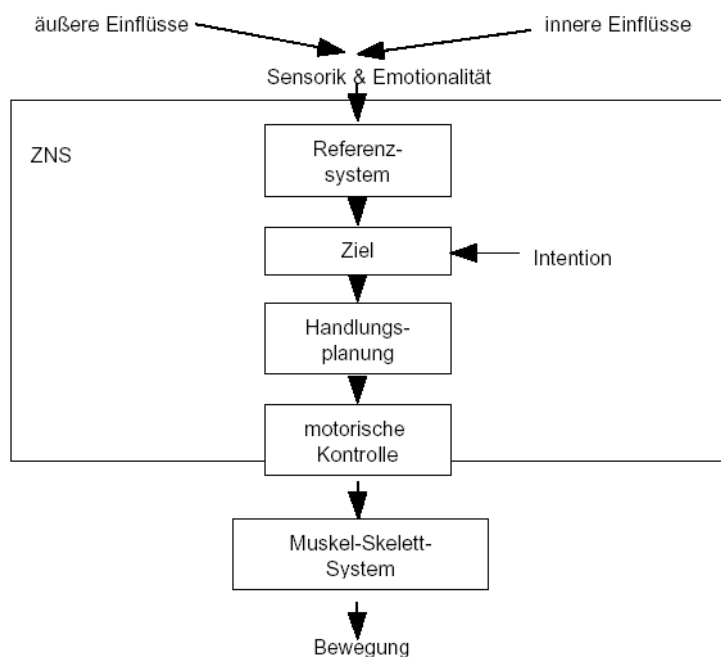 äußere Einflüsse
innere Einflüsse
Sensorik & Emotionalität
ZNS
Referenz-
system
Ziel
Intention
Handlungs-
planung
motorische
Kontrolle
Muskel-Skelett-
System
Bewegung